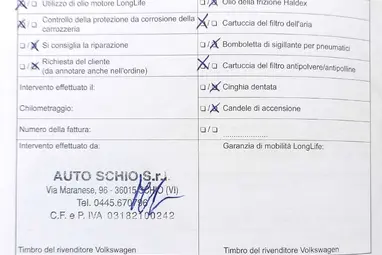 Utilizzo di olio motore LongLife
Olio della frizione Haldex
Controllo della protezione da corrosione della
carrozzeria
Cartuccia del filtro dell'aria
Si consiglia la riparazione
Bomboletta di sigillante per pneumatici
Richiesta del cliente
(da annotare anche nell'ordine)
Cartuccia del filtro antipolvere/antipolline
Intervento effettuato il:
Cinghia dentata
Chilometraggio:
Candele di accensione
Numero della fattura:
Intervento effettuato da:
Garanzia di mobilità LongLife:
AUTO SCHIO S.r.l.
Via Maranese, 96 - 36015 SCHIO (VI)
Tel. 0445.670786
C.F. e P. IVA 03182100242
Timbro del rivenditore Volkswagen
Timbro del rivenditore Volkswagen